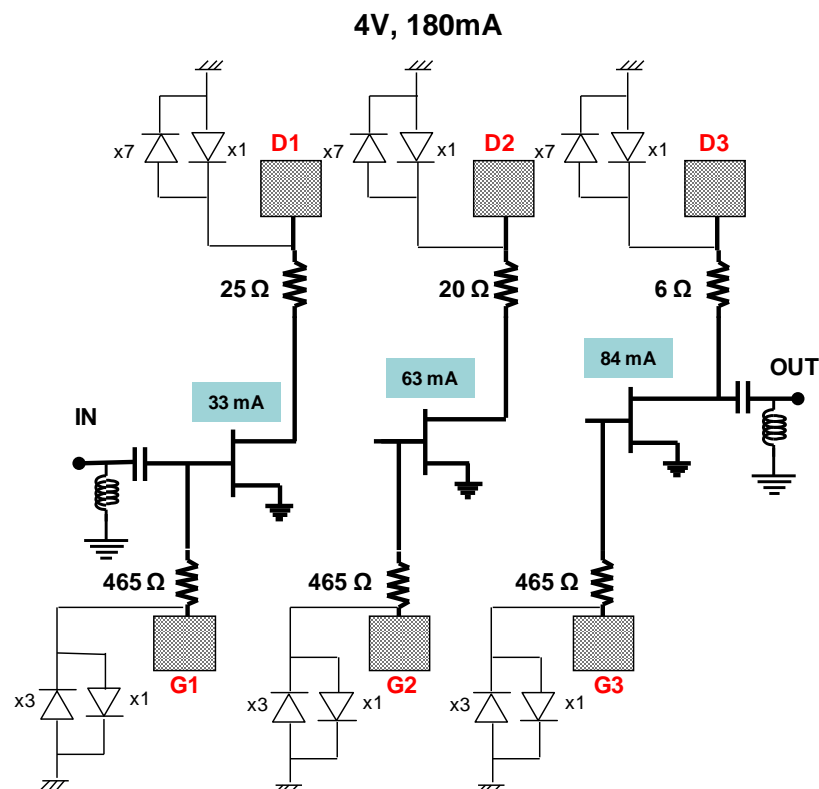 4V, 180mA
D1
D2
D3
x7
x1
x7
x1
x7
x1
25 Ω
20 Ω
6 Ω
33 mA
63 mA
84 mA
IN
OUT
465 Ω
465 Ω
465 Ω
G1
G2
G3
x3
x1
x3
x1
x3
x1